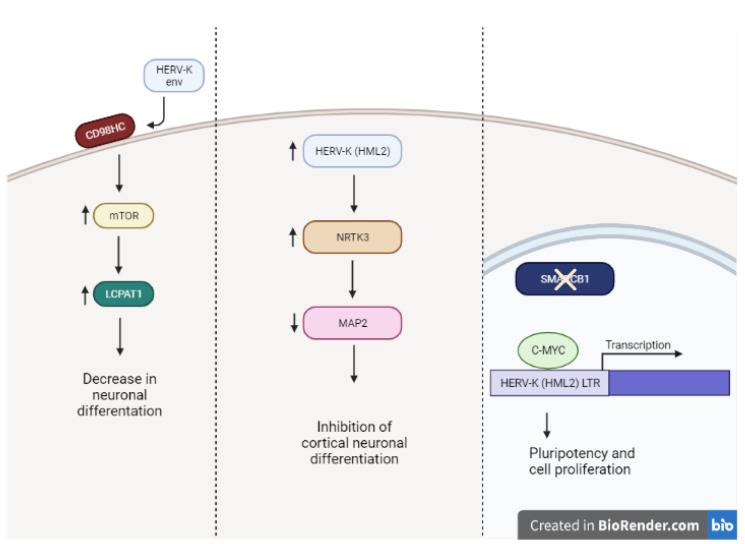 HERV-K
env
CD98HC
mTOR
LCPAT1
Decrease in
neuronal
differentation
HERV-K (HML2)
NRTK3
MAP2
Inhibition of
cortical neuronal
differentiation
SMARCB1
C-MYC
Transcription
HERV-K (HML2) LTR
Pluripotency and
cell proliferation
Created in BioRender.com bio